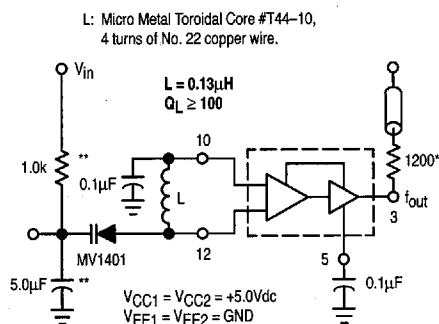 L: Micro Metal Toroidal Core #T44–10,
4 turns of No. 22 copper wire.
Vin
L = 0.13µH
QL ≥ 100
1.0k
**
0.1µF
10
L
1200*
fout
3
12
MV1401
5
5.0µF
**
0.1µF
VCC1 = VCC2 = +5.0Vdc
VEE1 = VEE2 = GND